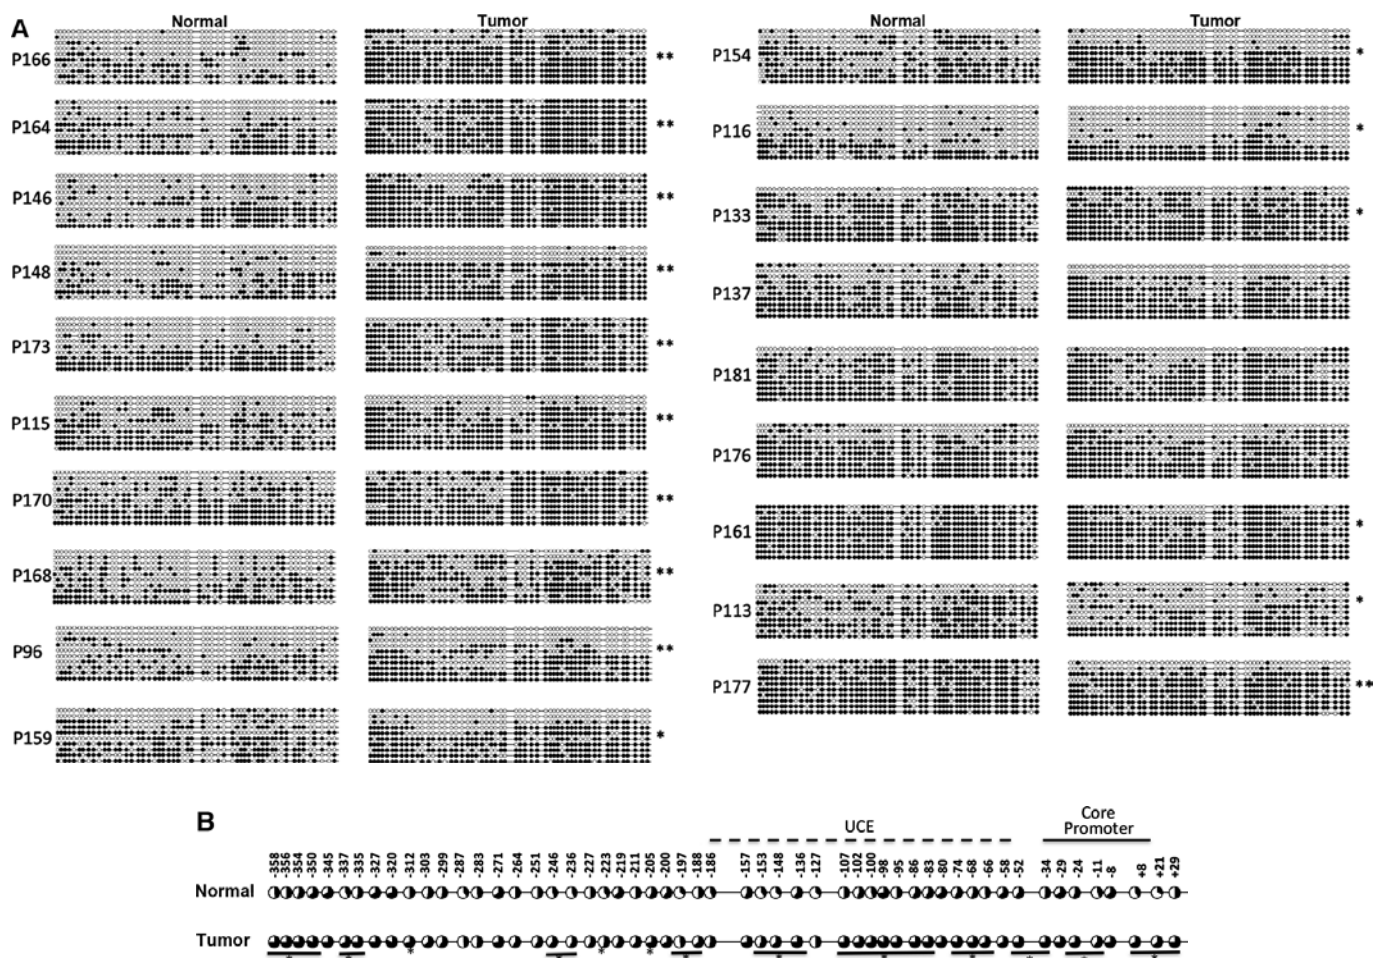 A
Normal Tumor Normal Tumor
P166 **
P164 **
P146 **
P148 **
P173 **
P115 **
P170 **
P168 **
P96 **
P159 *
P154 *
P116 *
P133 *
P137
P181
P176
P161 *
P113 *
P177 **
B
UCE
Core
Promoter
-358 -356 -354 -350 -345 -337 -335 -327 -320 -312 -303 -299 -287 -283 -271 -264 -251 -246 -236 -227 -223 -219 -211 -205 -200 -197 -188 -186 -157 -153 -148 -136 -127 -107 -102 -100 -98 -95 -86 -83 -80 -74 -68 -66 -58 -52 -34 -29 -24 -11 -8 +8 +21 +29
Normal
Tumor
* * * * * * * * * * * * *